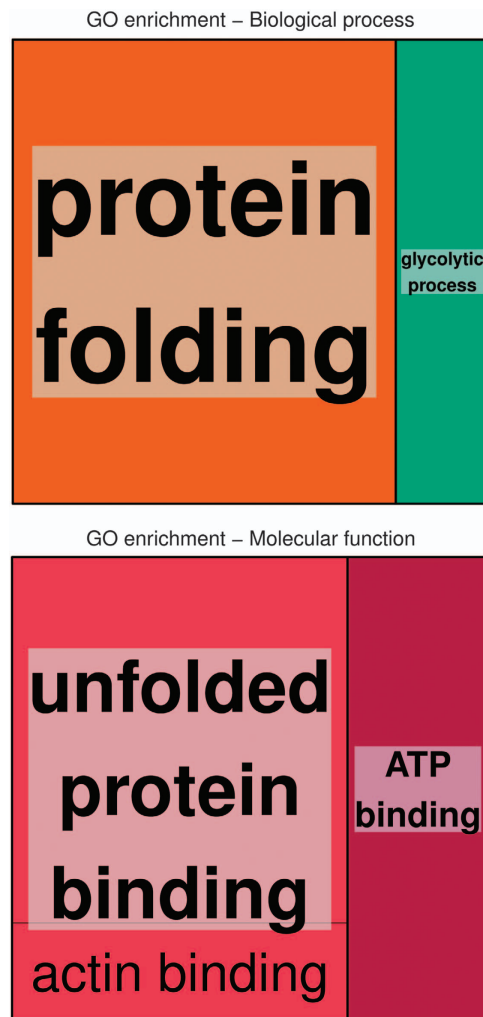 GO enrichment – Biological process
protein
folding
glycolytic
process
GO enrichment – Molecular function
unfolded
protein
binding
actin binding
ATP
binding